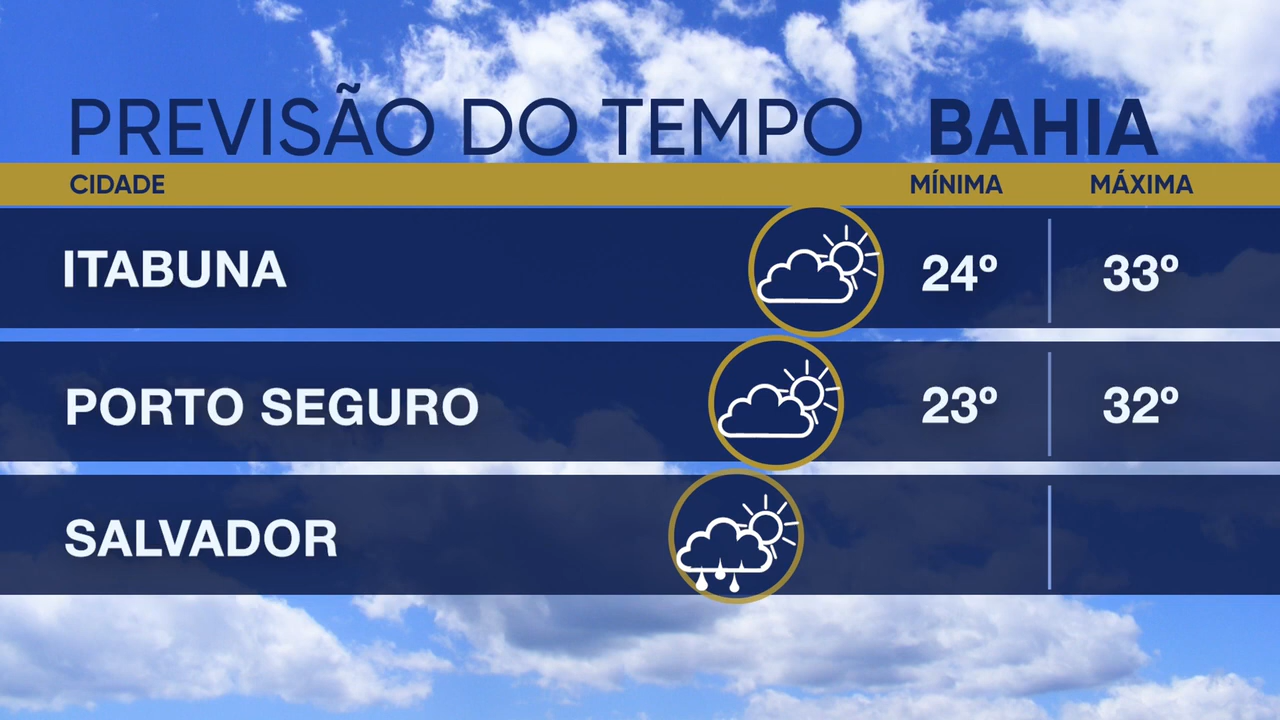 PREVISÃO DO TEMPO BAHIA
CIDADE MÍNIMA MÁXIMA
ITABUNA 24º 33º
PORTO SEGURO 23º 32º
SALVADOR